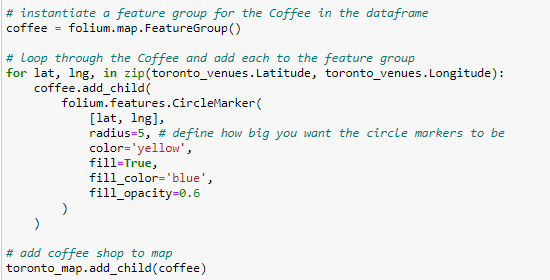 # instantiate a feature group for the Coffee in the dataframe
coffee = folium.map.FeatureGroup()
# loop through the Coffee and add each to the feature group
for lat, lng, in zip(toronto_venues.Latitude, toronto_venues.Longitude):
    coffee.add_child(
        folium.features.CircleMarker(
            [lat, lng],
            radius=5, # define how big you want the circle markers to be
            color='yellow',
            fill=True,
            fill_color='blue',
            fill_opacity=0.6
        )
    )
# add coffee shop to map
toronto_map.add_child(coffee)